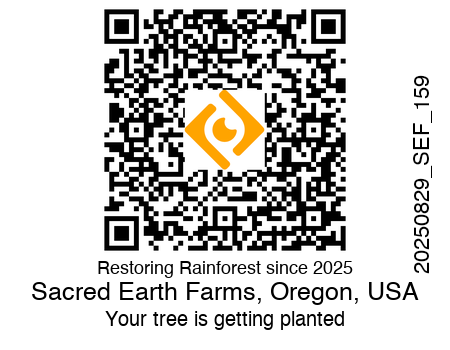 Restoring Rainforest since 2025
Sacred Earth Farms, Oregon, USA
Your tree is getting planted
20250829_SEF_159